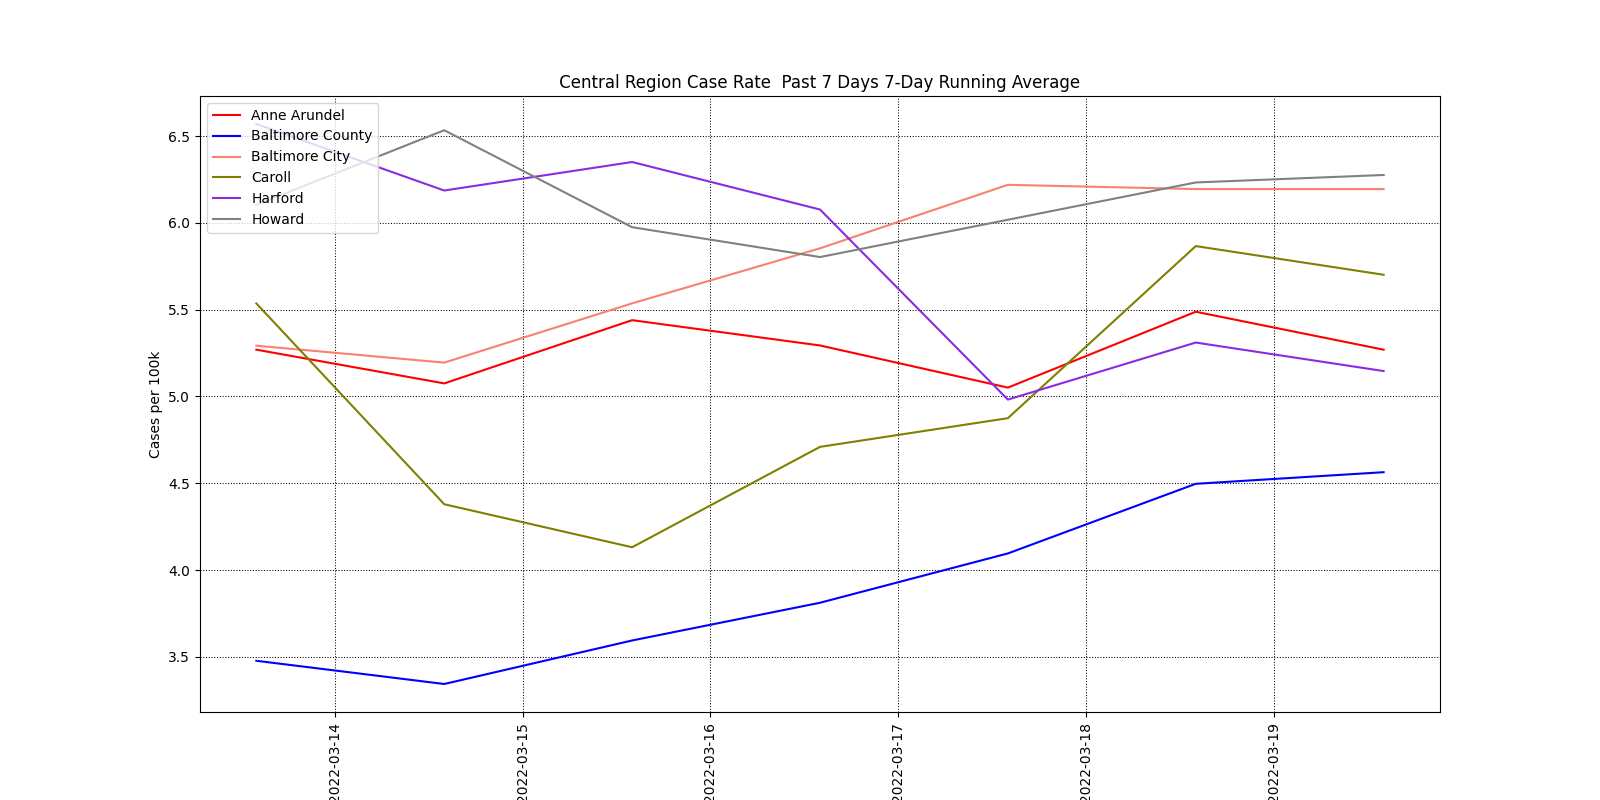 Central Region Case Rate  Past 7 Days 7-Day Running Average
Anne Arundel
Baltimore County
Baltimore City
Caroll
Harford
Howard
Cases per 100k
6.5
6.0
5.5
5.0
4.5
4.0
3.5
2022-03-14
2022-03-15
2022-03-16
2022-03-17
2022-03-18
2022-03-19